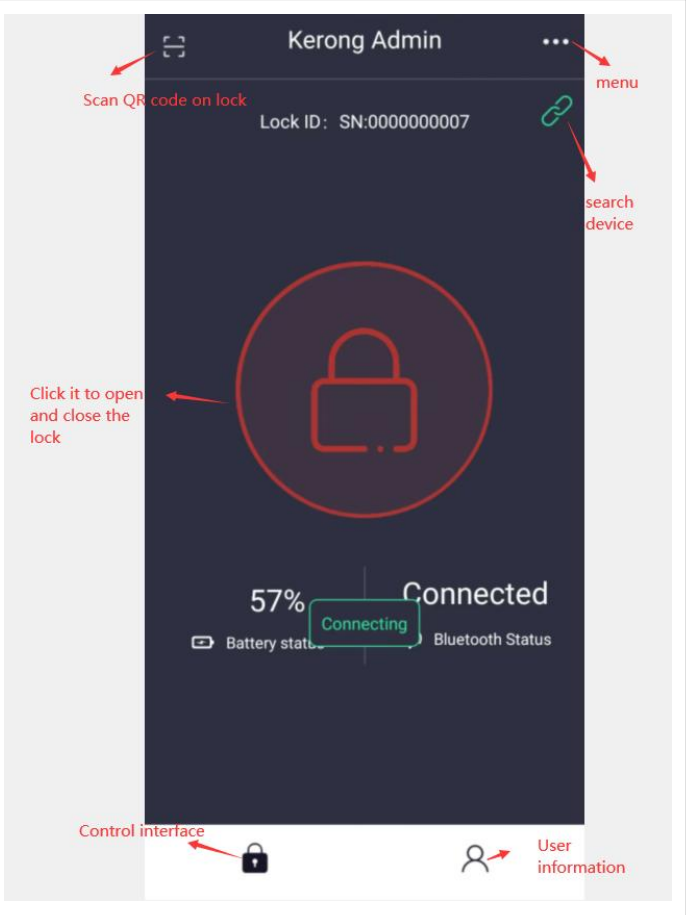 Kerong Admin
menu
Scan QR code on lock
Lock ID: SN:0000000007
search
device
Click it to open
and close the
lock
57%
Connected
Connecting
Battery status
Bluetooth Status
Control interface
User
information